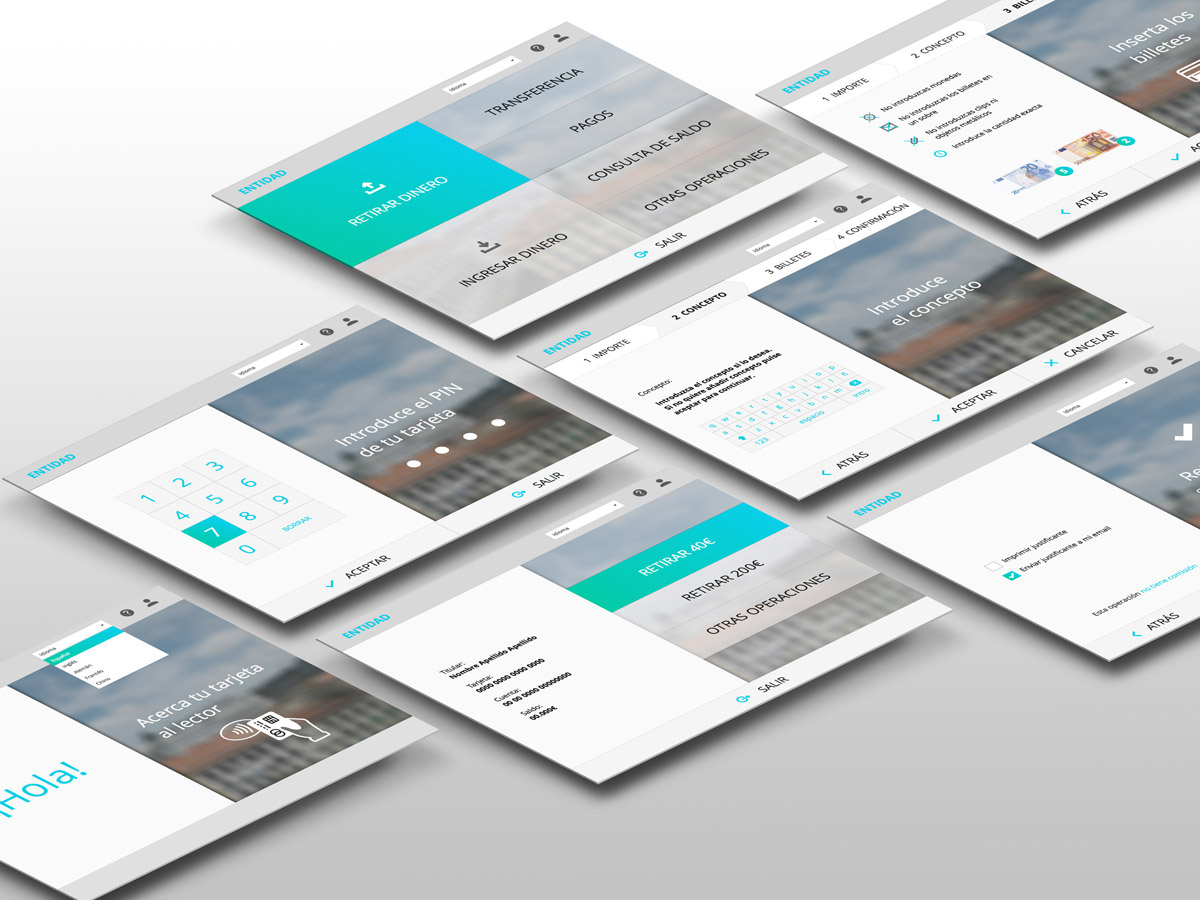 ENTIDAD
Idioma
RETIRAR DINERO
INGRESAR DINERO
TRANSFERENCIA
PAGOS
CONSULTA DE SALDO
OTRAS OPERACIONES
SALIR
ENTIDAD
1 IMPORTE
2 CONCEPTO
No introduzcas monedas
No introduzcas los billetes en
un sobre
No introduzcas clips ni
objetos metálicos
Introduce la cantidad exacta
5
2
Inserta los
billetes
ATRÁS
ENTIDAD
Idioma
1 IMPORTE
2 CONCEPTO
3 BILLETES
4 CONFIRMACIÓN
Concepto:
Introduzca el concepto si lo desea.
Si no quiere añadir concepto pulse
aceptar para continuar.
q w e r t y u i o p
a s d f g h j k l ñ
z x c v b n m
123 espacio intro
Introduce
el concepto
ATRÁS
ACEPTAR
CANCELAR
ENTIDAD
Idioma
1 2 3
4 5 6
7 8 9
0 BORRAR
Introduce el PIN
de tu tarjeta
ACEPTAR
SALIR
ENTIDAD
Idioma
Titular:
Nombre Apellido Apellido
Tarjeta:
0000 0000 0000 0000
Cuenta:
00 00 0000 00000000
Saldo:
00.000€
RETIRAR 40€
RETIRAR 200€
OTRAS OPERACIONES
SALIR
ENTIDAD
Idioma
Imprimir justificante
Enviar justificante a mi email
Esta operación no tiene comisión
ATRÁS
Idioma
Español
Inglés
Alemán
Francés
Chino
¡Hola!
Acerca tu tarjeta
al lector